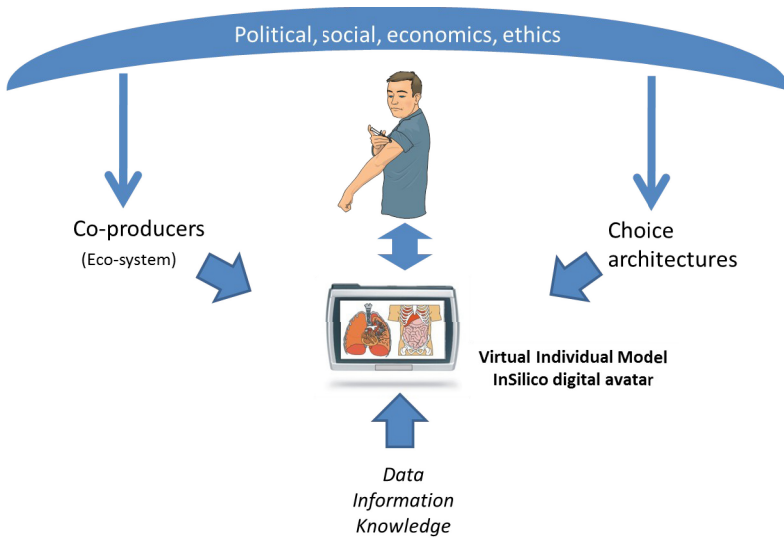 Political, social, economics, ethics
Co-producers
(Eco-system)
Choice
architectures
Virtual Individual Model
InSilico digital avatar
Data
Information
Knowledge